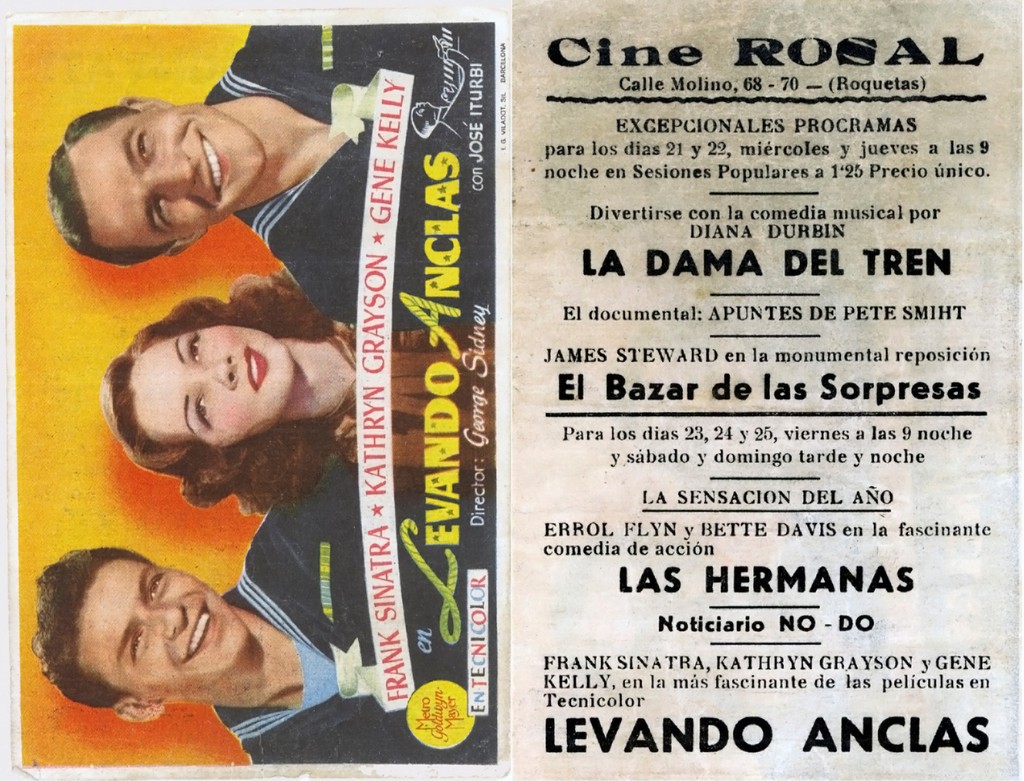 FRANK SINATRA ★ KATHRYN GRAYSON ★ GENE KELLY
en
LEVANDO ANCLAS
Director: George Sidney con JOSE ITURBI
Metro
Goldwyn
Mayer
EN TECNICOLOR
I. G. VILADOT, SL. BARCELONA
Cine ROSAL
Calle Molino, 68 - 70 — (Roquetas)
EXCEPCIONALES PROGRAMAS
para los dias 21 y 22, miércoles y jueves a las 9
noche en Sesiones Populares a 1'25 Precio único.
Divertirse con la comedia musical por
DIANA DURBIN
LA DAMA DEL TREN
El documental: APUNTES DE PETE SMIHT
JAMES STEWARD en la monumental reposición
El Bazar de las Sorpresas
Para los dias 23, 24 y 25, viernes a las 9 noche
y sábado y domingo tarde y noche
LA SENSACION DEL AÑO
ERROL FLYN y BETTE DAVIS en la fascinante
comedia de acción
LAS HERMANAS
Noticiario NO - DO
FRANK SINATRA, KATHRYN GRAYSON y GENE
KELLY, en la más fascinante de las películas en
Tecnicolor
LEVANDO ANCLAS